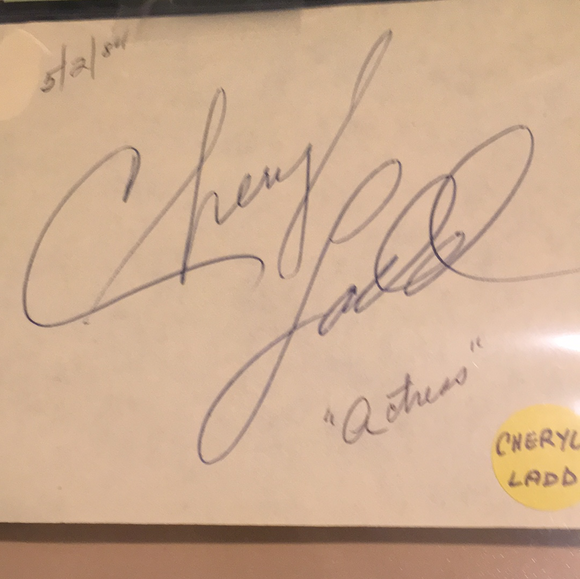 5/2/84
Cheryl
Ladd
"Actress"
CHERYL
LADD